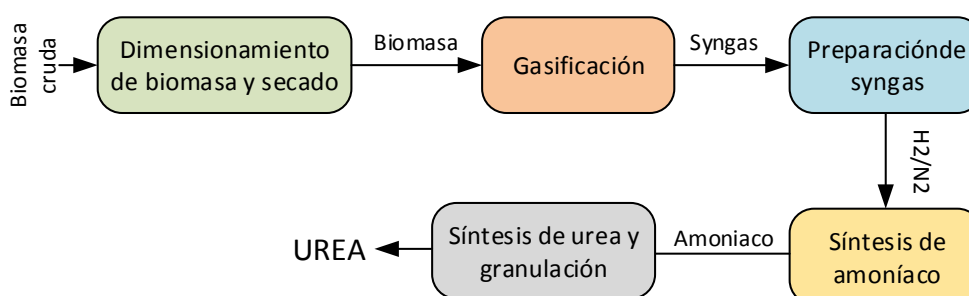 Biomasa
cruda
Dimensionamiento
de biomasa y secado
Biomasa
Gasificación
Syngas
Preparaciónde
syngas
H2/N2
Síntesis de
amoníaco
Amoniaco
Síntesis de urea y
granulación
UREA